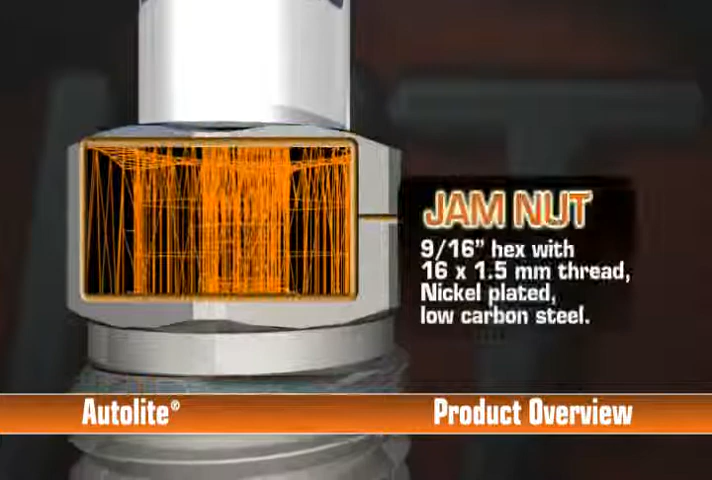 JAM NUT
9/16” hex with
16 x 1.5 mm thread,
Nickel plated,
low carbon steel.
Autolite®
Product Overview